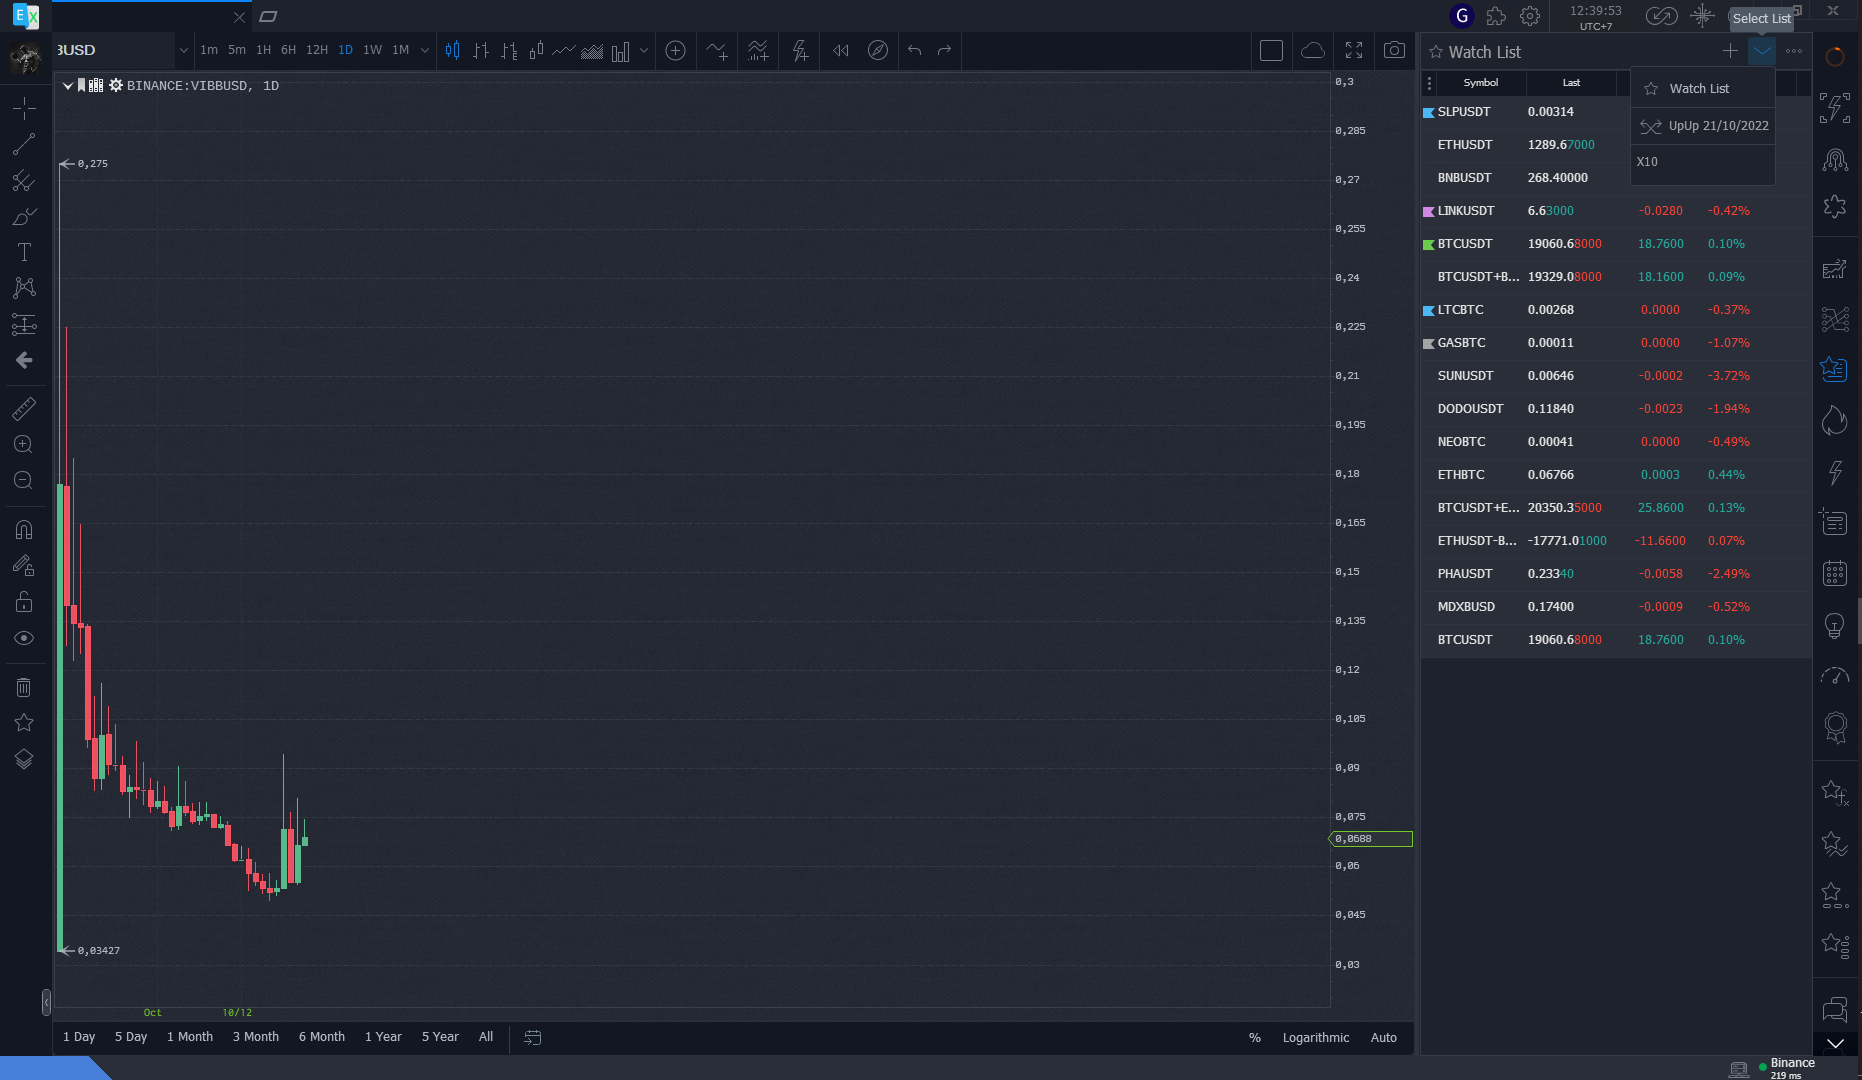 EX
G
12:39:53
UTC+7
Select List
BUSD
1m 5m 1H 6H 12H 1D 1W 1M
Watch List
BINANCE:VIBBUSD, 1D
Symbol Last
Watch List
UpUp 21/10/2022
X10
SLPUSDT 0.00314
ETHUSDT 1289.67000
BNBUSDT 268.40000
LINKUSDT 6.63000 -0.0280 -0.42%
BTCUSDT 19060.68000 18.7600 0.10%
BTCUSDT+B... 19329.08000 18.1600 0.09%
LTCBTC 0.00268 0.0000 -0.37%
GASBTC 0.00011 0.0000 -1.07%
SUNUSDT 0.00646 -0.0002 -3.72%
DODOUSDT 0.11840 -0.0023 -1.94%
NEOBTC 0.00041 0.0000 -0.49%
ETHBTC 0.06766 0.0003 0.44%
BTCUSDT+E... 20350.35000 25.8600 0.13%
ETHUSDT-B... -17771.01000 -11.6600 0.07%
PHAUSDT 0.23340 -0.0058 -2.49%
MDXBUSD 0.17400 -0.0009 -0.52%
BTCUSDT 19060.68000 18.7600 0.10%
0,275
0,03427
0,3
0,285
0,27
0,255
0,24
0,225
0,21
0,195
0,18
0,165
0,15
0,135
0,12
0,105
0,09
0,075
0,0688
0,06
0,045
0,03
Oct 10/12
1 Day 5 Day 1 Month 3 Month 6 Month 1 Year 5 Year All
% Logarithmic Auto
Binance
219 ms